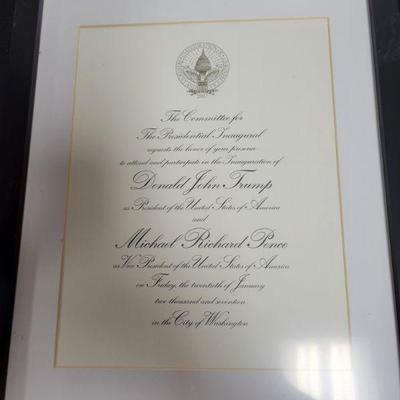 The Committee for
The Presidential Inaugural
requests the honor of your presence
to attend and participate in the Inauguration of
Donald John Trump
as President of the United States of America
and
Michael Richard Pence
as Vice President of the United States of America
on Friday, the twentieth of January
two thousand and seventeen
in the City of Washington